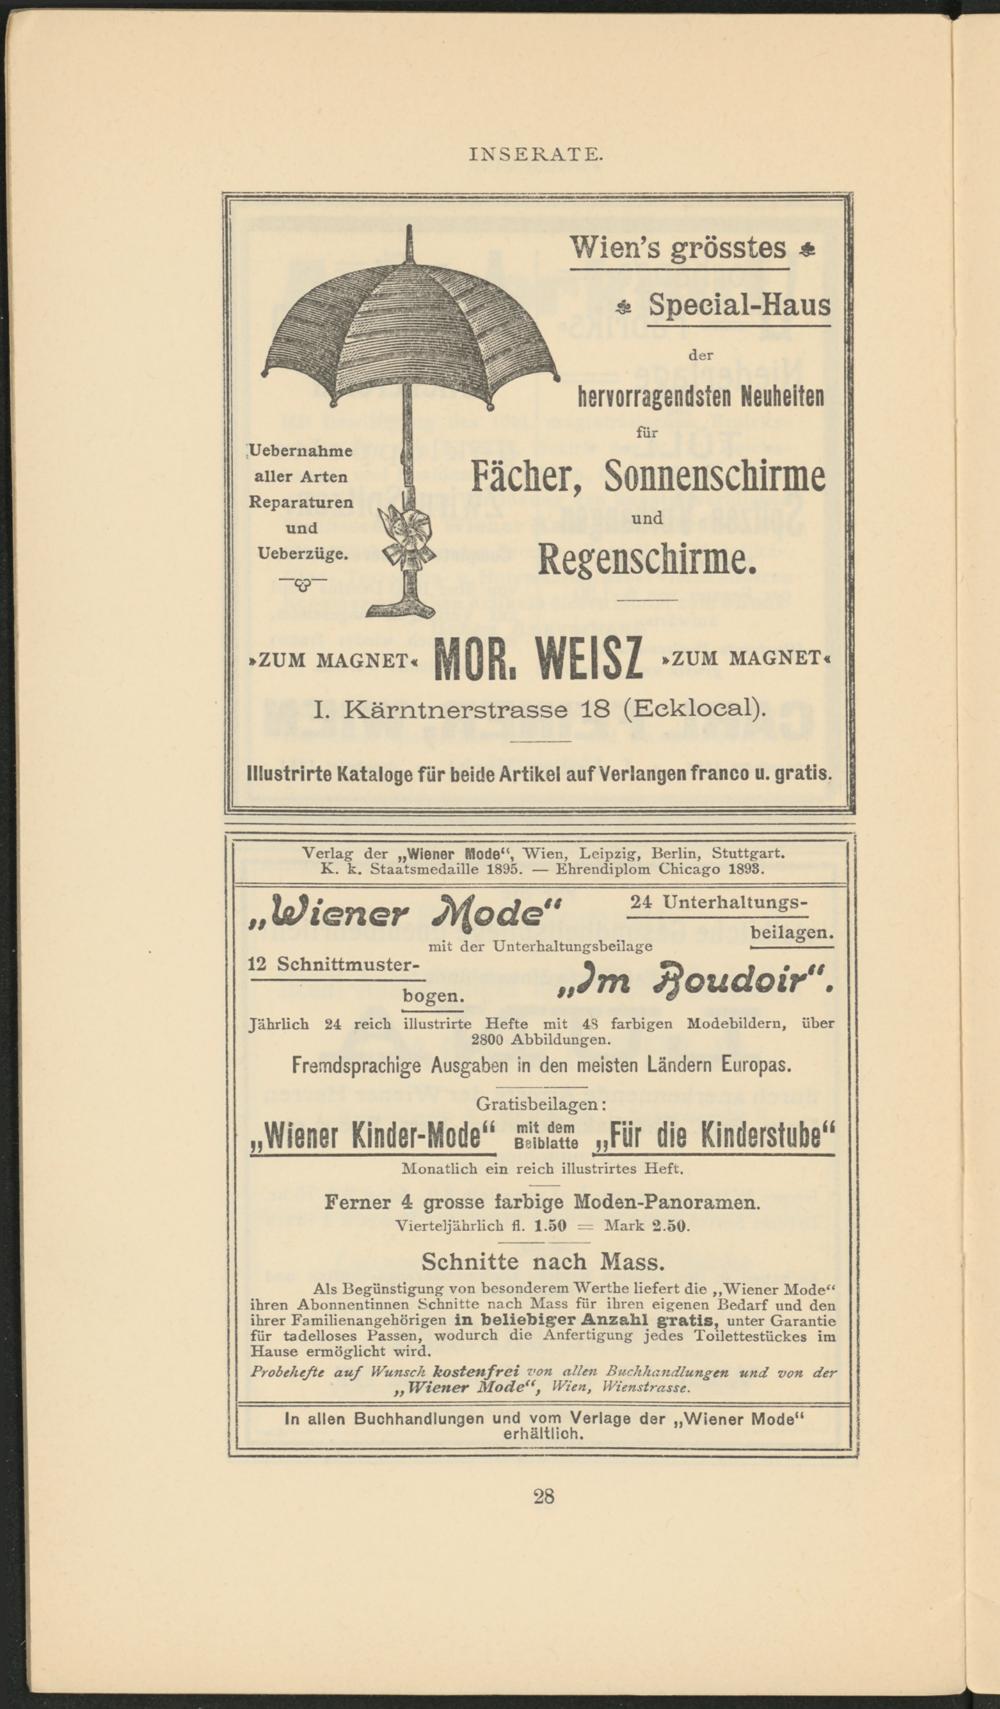 INSERATE.
Wien's grösstes
Special-Haus
der
hervorragendsten Neuheiten
für
Fächer, Sonnenschirme
und
Regenschirme.
Uebernahme
aller Arten
Reparaturen
und
Ueberzüge.
»ZUM MAGNET« MOR. WEISZ »ZUM MAGNET«
I. Kärntnerstrasse 18 (Ecklocal).
Illustrirte Kataloge für beide Artikel auf Verlangen franco u. gratis.
Verlag der „Wiener Mode“, Wien, Leipzig, Berlin, Stuttgart.
K. k. Staatsmedaille 1895. — Ehrendiplom Chicago 1893.
„Wiener Mode“ 24 Unterhaltungs-
beilagen.
mit der Unterhaltungsbeilage
12 Schnittmuster-
bogen.
„Im Boudoir“.
Jährlich 24 reich illustrirte Hefte mit 48 farbigen Modebildern, über
2800 Abbildungen.
Fremdsprachige Ausgaben in den meisten Ländern Europas.
Gratisbeilagen:
„Wiener Kinder-Mode“ mit dem Beiblatte „Für die Kinderstube“
Monatlich ein reich illustrirtes Heft.
Ferner 4 grosse farbige Moden-Panoramen.
Vierteljährlich fl. 1.50 = Mark 2.50.
Schnitte nach Mass.
Als Begünstigung von besonderem Werthe liefert die „Wiener Mode“
ihren Abonnentinnen Schnitte nach Mass für ihren eigenen Bedarf und den
ihrer Familienangehörigen in beliebiger Anzahl gratis, unter Garantie
für tadelloses Passen, wodurch die Anfertigung jedes Toilettestückes im
Hause ermöglicht wird.
Probehefte auf Wunsch kostenfrei von allen Buchhandlungen und von der
„Wiener Mode“, Wien, Wienstrasse.
In allen Buchhandlungen und vom Verlage der „Wiener Mode“
erhältlich.
28